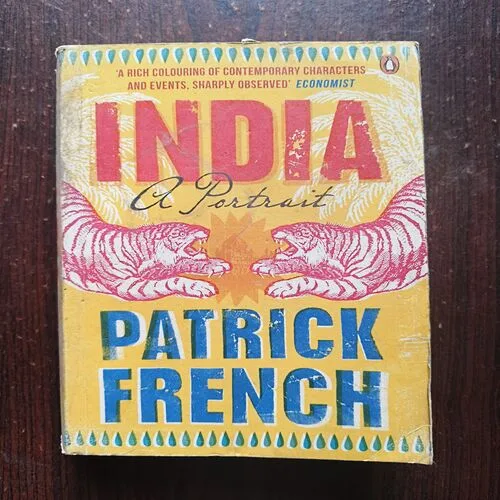 'A RICH COLOURING OF CONTEMPORARY CHARACTERS
AND EVENTS, SHARPLY OBSERVED' ECONOMIST
INDIA
A Portrait
PATRICK
FRENCH